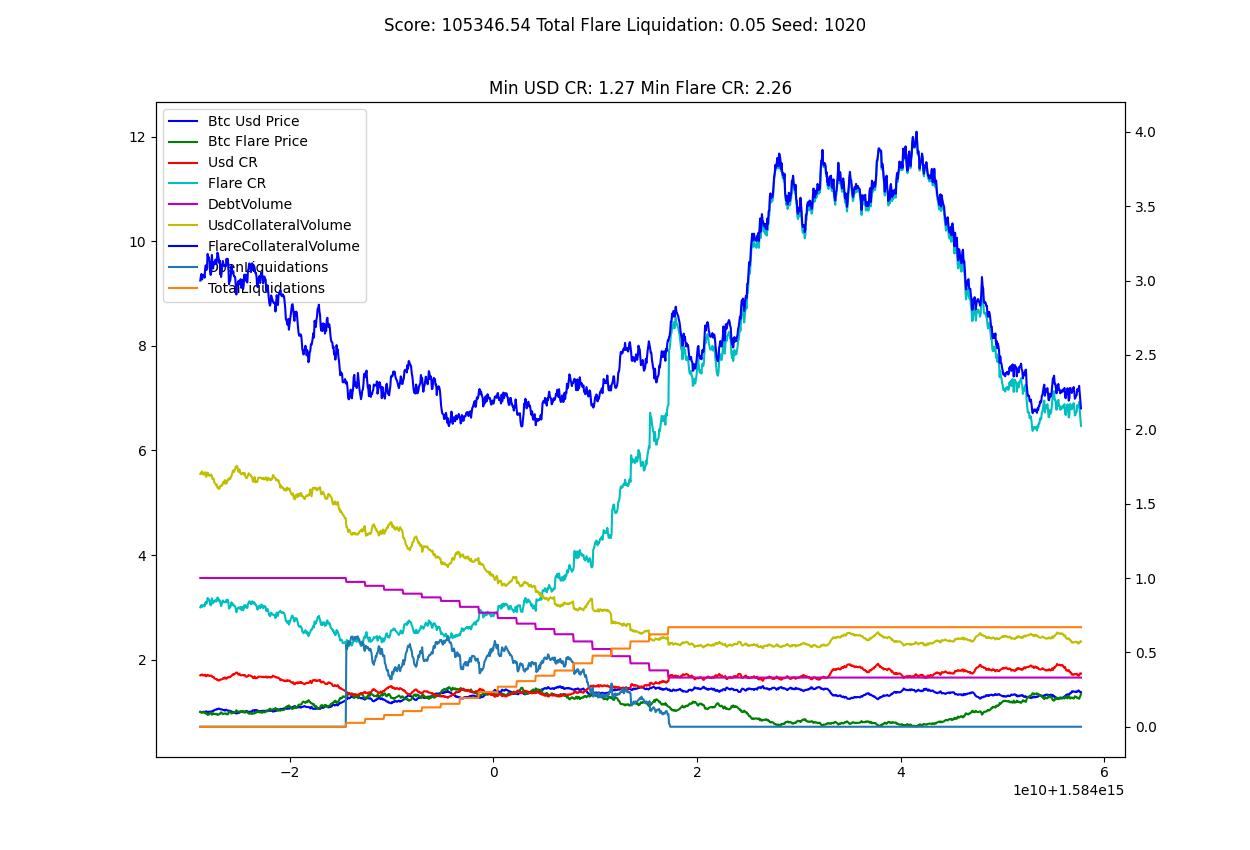 Score: 105346.54 Total Flare Liquidation: 0.05 Seed: 1020
Min USD CR: 1.27 Min Flare CR: 2.26
Btc Usd Price
Btc Flare Price
Usd CR
Flare CR
DebtVolume
UsdCollateralVolume
FlareCollateralVolume
OpenLiquidations
TotalLiquidations
12
10
8
6
4
2
4.0
3.5
3.0
2.5
2.0
1.5
1.0
0.5
0.0
−2
0
2
4
6
1e10+1.584e15